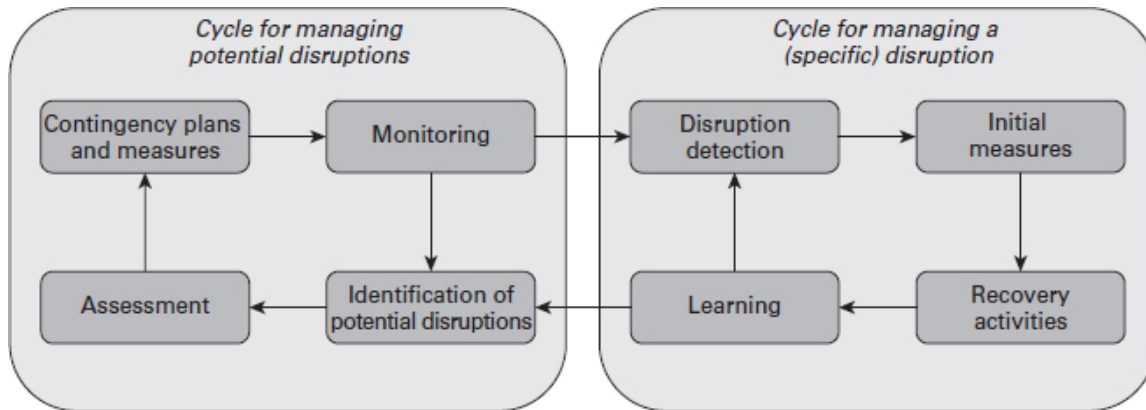 Cycle for managing
potential disruptions
Cycle for managing a
(specific) disruption
Contingency plans
and measures
Monitoring
Disruption
detection
Initial
measures
Assessment
Identification of
potential disruptions
Learning
Recovery
activities